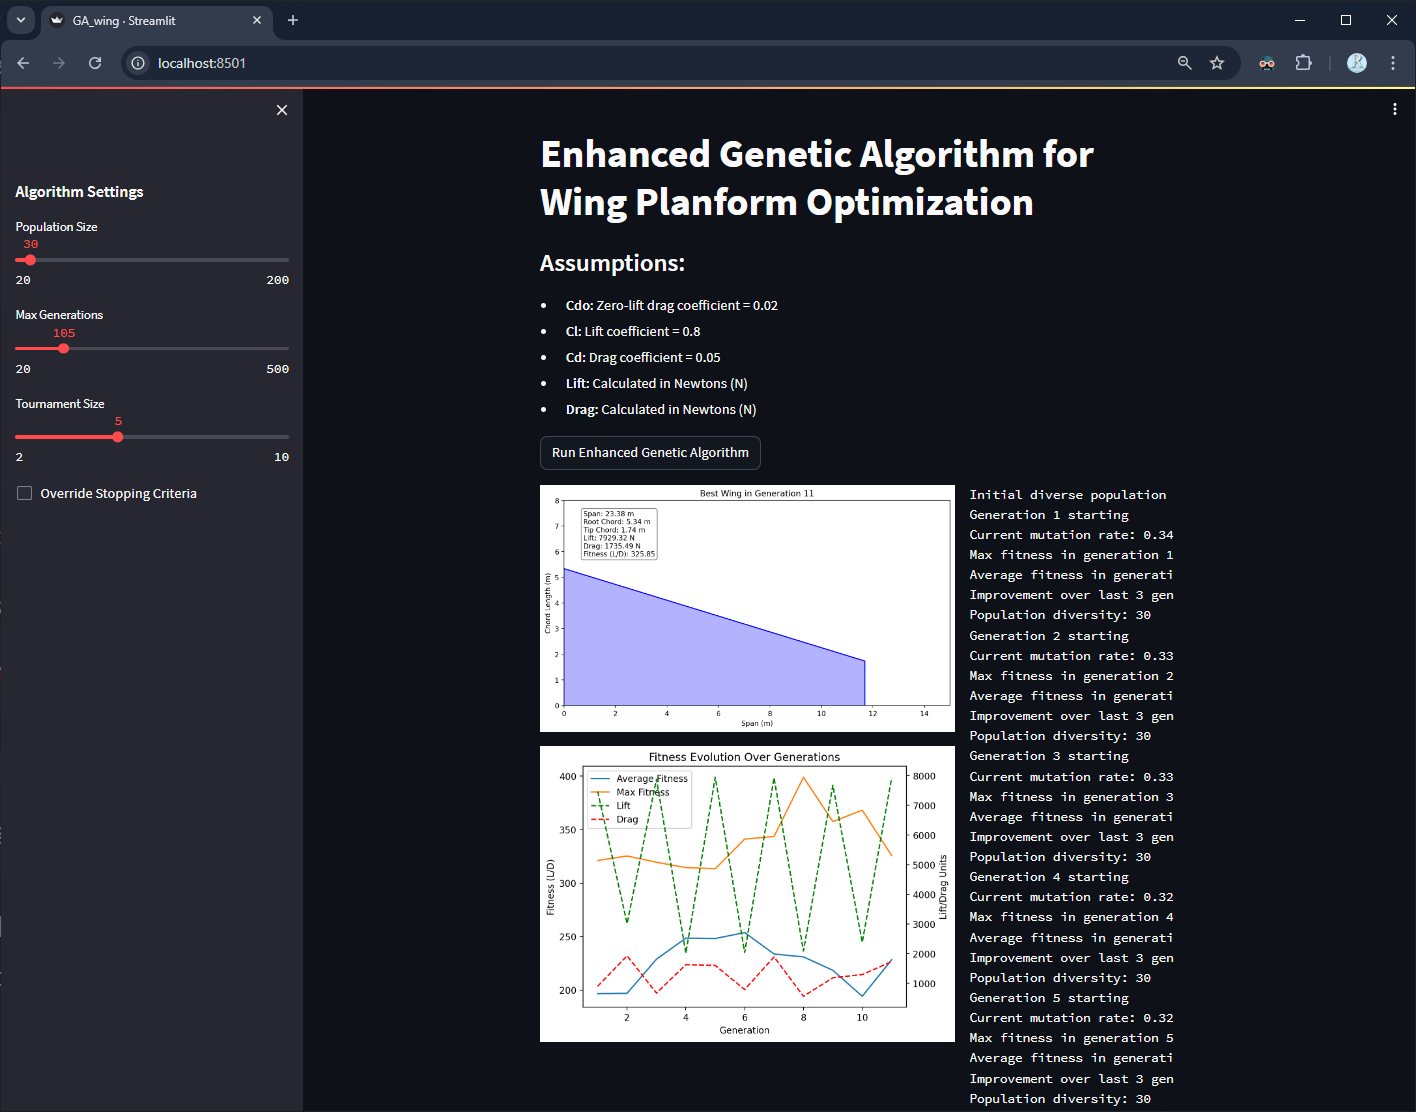 GA_wing · Streamlit
localhost:8501
Algorithm Settings
Population Size
30
20 200
Max Generations
105
20 500
Tournament Size
5
2 10
Override Stopping Criteria
Enhanced Genetic Algorithm for
Wing Planform Optimization
Assumptions:
Cdo: Zero-lift drag coefficient = 0.02
Cl: Lift coefficient = 0.8
Cd: Drag coefficient = 0.05
Lift: Calculated in Newtons (N)
Drag: Calculated in Newtons (N)
Run Enhanced Genetic Algorithm
Best Wing in Generation 11
Span: 23.38 m
Root Chord: 5.34 m
Tip Chord: 1.74 m
Lift: 7929.32 N
Drag: 1735.49 N
Fitness (L/D): 325.85
Chord Length (m)
8
7
6
5
4
3
2
1
0
0 2 4 6 8 10 12 14
Span (m)
Fitness Evolution Over Generations
Average Fitness
Max Fitness
Lift
Drag
Fitness (L/D)
400
350
300
250
200
8000
7000
6000
5000
4000
3000
2000
1000
Lift/Drag Units
2 4 6 8 10
Generation
Initial diverse population
Generation 1 starting
Current mutation rate: 0.34
Max fitness in generation 1
Average fitness in generati
Improvement over last 3 gen
Population diversity: 30
Generation 2 starting
Current mutation rate: 0.33
Max fitness in generation 2
Average fitness in generati
Improvement over last 3 gen
Population diversity: 30
Generation 3 starting
Current mutation rate: 0.33
Max fitness in generation 3
Average fitness in generati
Improvement over last 3 gen
Population diversity: 30
Generation 4 starting
Current mutation rate: 0.32
Max fitness in generation 4
Average fitness in generati
Improvement over last 3 gen
Population diversity: 30
Generation 5 starting
Current mutation rate: 0.32
Max fitness in generation 5
Average fitness in generati
Improvement over last 3 gen
Population diversity: 30